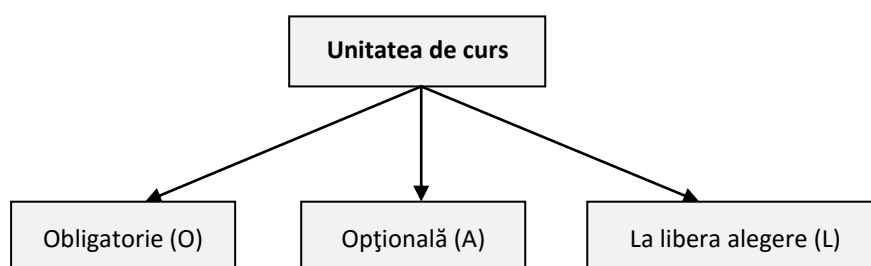 Unitatea de curs
Obligatorie (O)
Opţională (A)
La libera alegere (L)